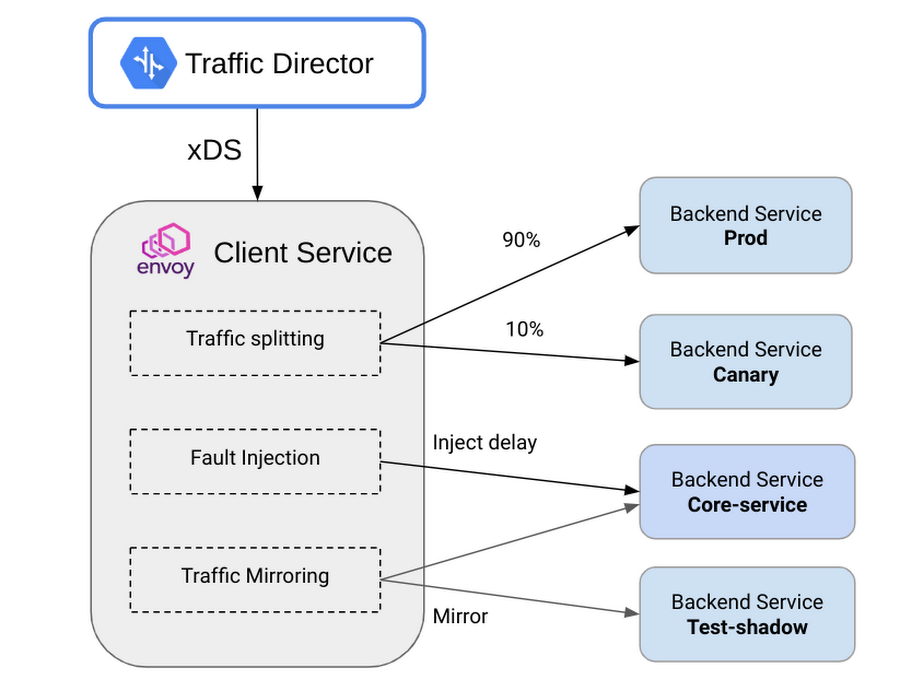 Traffic Director
xDS
envoy
Client Service
Traffic splitting
90%
10%
Backend Service
Prod
Backend Service
Canary
Fault Injection
Inject delay
Backend Service
Core-service
Traffic Mirroring
Mirror
Backend Service
Test-shadow